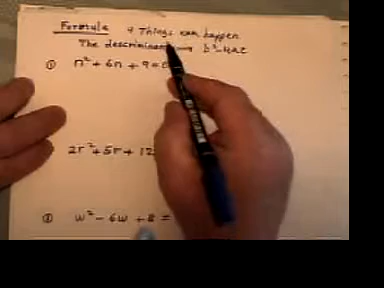 Formula 4 Things can happen
The descriminant → b²-4ac
① n² + 6n + 9 =
2r² + 5r + 12
③ w² - 6w + 8 =